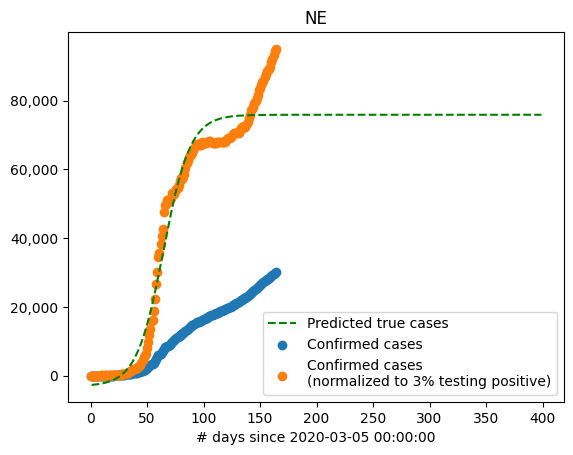 NE
80,000
60,000
40,000
20,000
0
Predicted true cases
Confirmed cases
Confirmed cases
(normalized to 3% testing positive)
0 50 100 150 200 250 300 350 400
# days since 2020-03-05 00:00:00